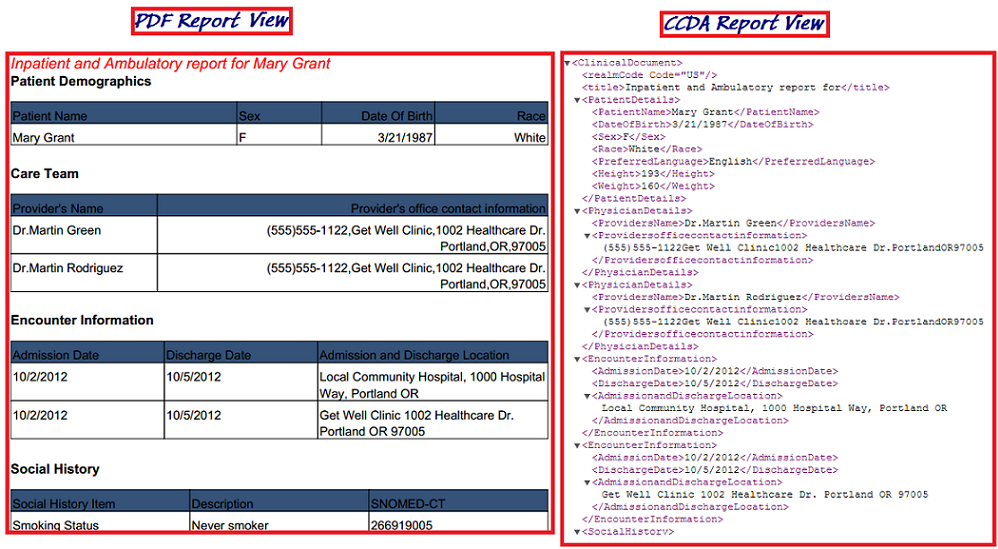 PDF Report View
Inpatient and Ambulatory report for Mary Grant
Patient Demographics
Patient Name Sex Date Of Birth Race
Mary Grant F 3/21/1987 White
Care Team
Provider's Name Provider's office contact information
Dr.Martin Green (555)555-1122,Get Well Clinic,1002 Healthcare Dr.
Portland,OR,97005
Dr.Martin Rodriguez (555)555-1122,Get Well Clinic,1002 Healthcare Dr.
Portland,OR,97005
Encounter Information
Admission Date Discharge Date Admission and Discharge Location
10/2/2012 10/5/2012 Local Community Hospital, 1000 Hospital
Way, Portland OR
10/2/2012 10/5/2012 Get Well Clinic 1002 Healthcare Dr.
Portland OR 97005
Social History
Social History Item Description SNOMED-CT
Smoking Status Never smoker 266919005
CCDA Report View
<ClinicalDocument>
<realmCode Code="US"/>
<title>Inpatient and Ambulatory report for</title>
<PatientDetails>
<PatientName>Mary Grant</PatientName>
<DateOfBirth>3/21/1987</DateOfBirth>
<Sex>F</Sex>
<Race>White</Race>
<PreferredLanguage>English</PreferredLanguage>
<Height>193</Height>
<Weight>160</Weight>
</PatientDetails>
<PhysicianDetails>
<ProvidersName>Dr.Martin Green</ProvidersName>
<Providersofficecontactinformation>
(555)555-1122Get Well Clinic1002 Healthcare Dr.PortlandOR97005
</Providersofficecontactinformation>
</PhysicianDetails>
<PhysicianDetails>
<ProvidersName>Dr.Martin Rodriguez</ProvidersName>
<Providersofficecontactinformation>
(555)555-1122Get Well Clinic1002 Healthcare Dr.PortlandOR97005
</Providersofficecontactinformation>
</PhysicianDetails>
<EncounterInformation>
<AdmissionDate>10/2/2012</AdmissionDate>
<DischargeDate>10/5/2012</DischargeDate>
<AdmissionandDischargeLocation>
Local Community Hospital, 1000 Hospital Way, Portland OR
</AdmissionandDischargeLocation>
</EncounterInformation>
<EncounterInformation>
<AdmissionDate>10/2/2012</AdmissionDate>
<DischargeDate>10/5/2012</DischargeDate>
<AdmissionandDischargeLocation>
Get Well Clinic 1002 Healthcare Dr. Portland OR 97005
</AdmissionandDischargeLocation>
</EncounterInformation>
<SocialHistory>